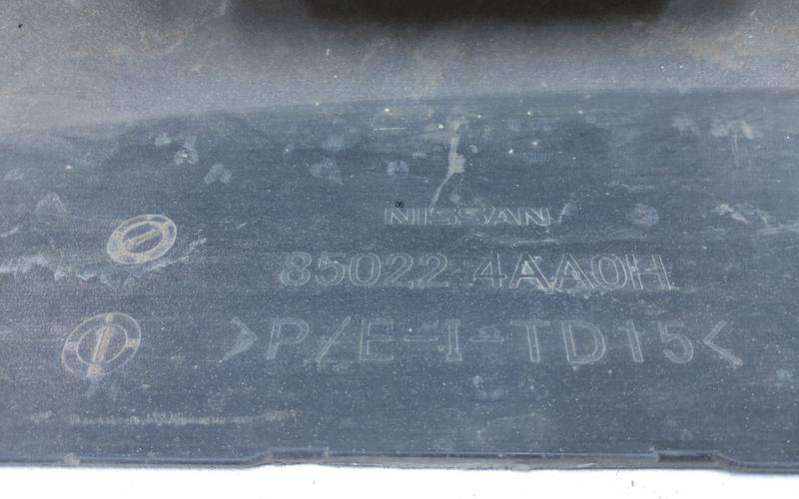 NISSAN
85022 4AA0H
>P/E-I-TD15<